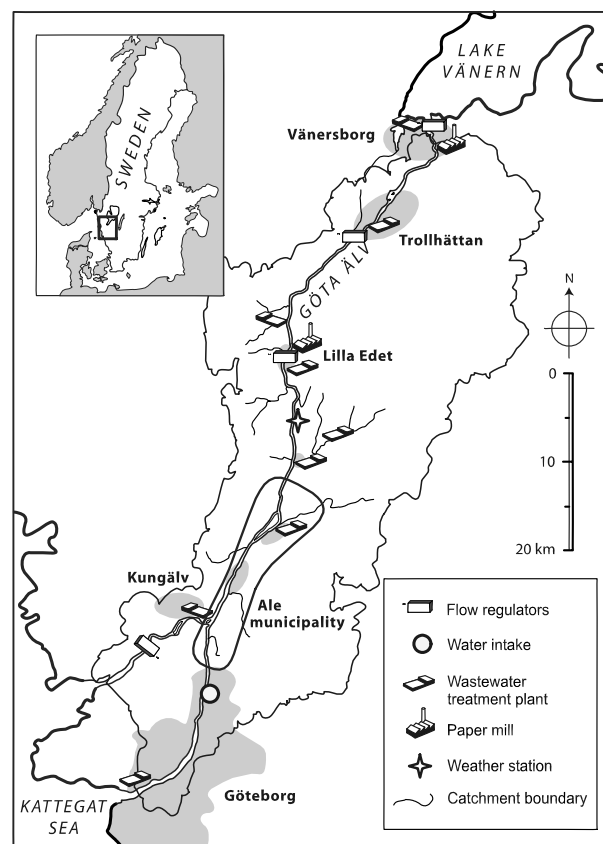 LAKE
VÄNERN
SWEDEN
Vänersborg
Trollhättan
GÖTA ÄLV
N
Lilla Edet
0
10
20 km
Kungälv
Ale
municipality
Göteborg
KATTEGAT
SEA
Flow regulators
Water intake
Wastewater
treatment plant
Paper mill
Weather station
Catchment boundary